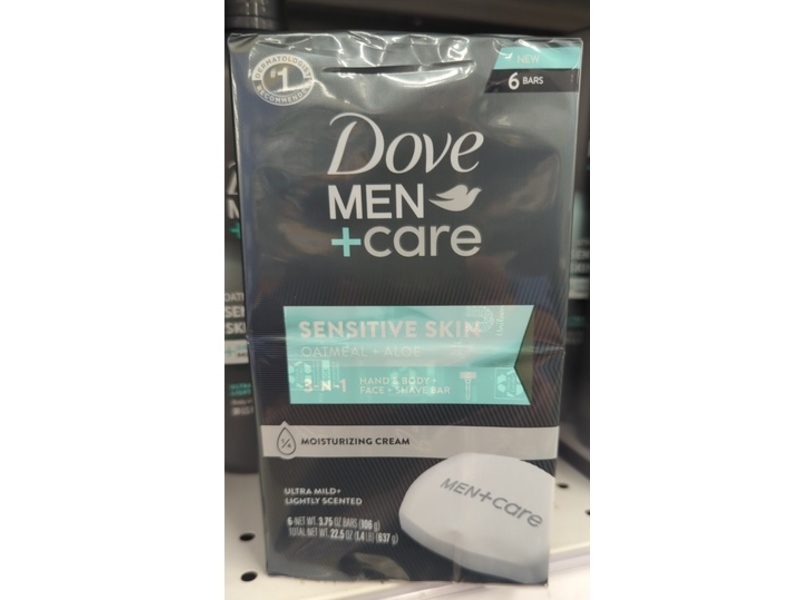 DERMATOLOGIST
#1
RECOMMENDED
NEW
6 BARS
Dove
MEN
+care
SENSITIVE SKIN
OATMEAL + ALOE
3-IN-1
HAND & BODY +
FACE + SHAVE BAR
1/4
MOISTURIZING CREAM
MEN+care
ULTRA MILD+
LIGHTLY SCENTED
6-NET WT. 3.75 OZ BARS (106 g)
TOTAL NET WT. 22.5 OZ (1.4 LB) (637 g)